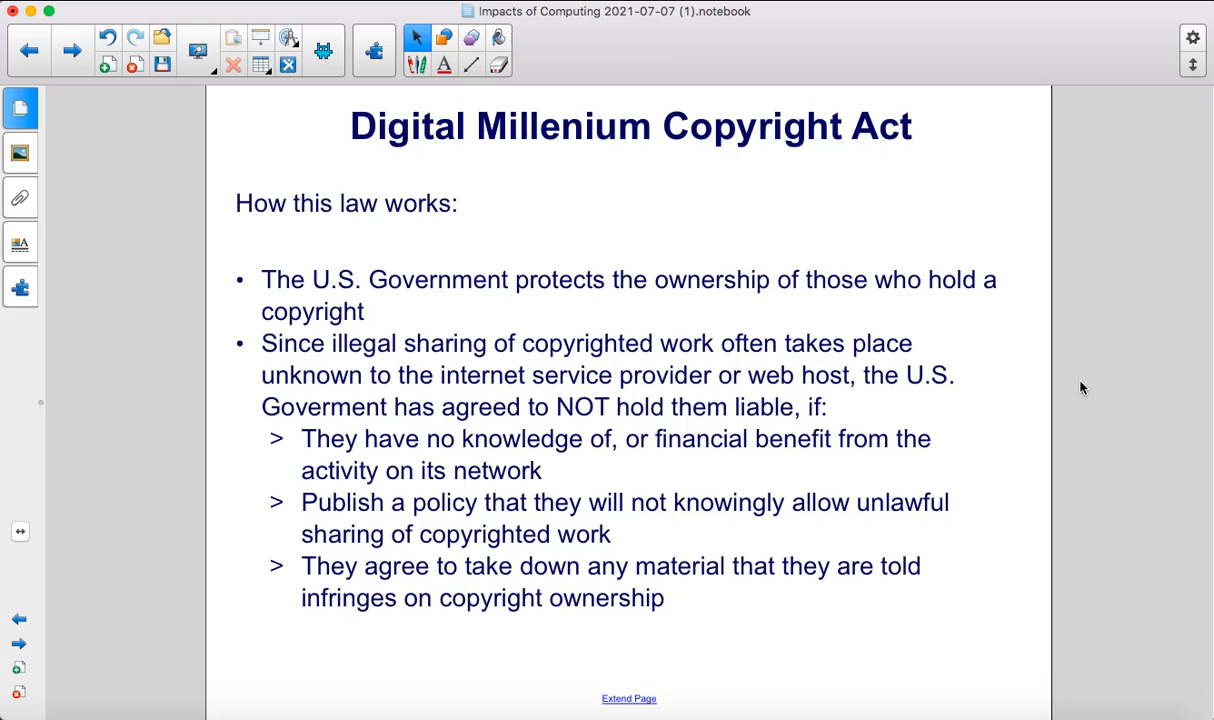 Impacts of Computing 2021-07-07 (1).notebook
Digital Millenium Copyright Act
How this law works:
• The U.S. Government protects the ownership of those who hold a
copyright
• Since illegal sharing of copyrighted work often takes place
unknown to the internet service provider or web host, the U.S.
Goverment has agreed to NOT hold them liable, if:
> They have no knowledge of, or financial benefit from the
activity on its network
> Publish a policy that they will not knowingly allow unlawful
sharing of copyrighted work
> They agree to take down any material that they are told
infringes on copyright ownership
Extend Page